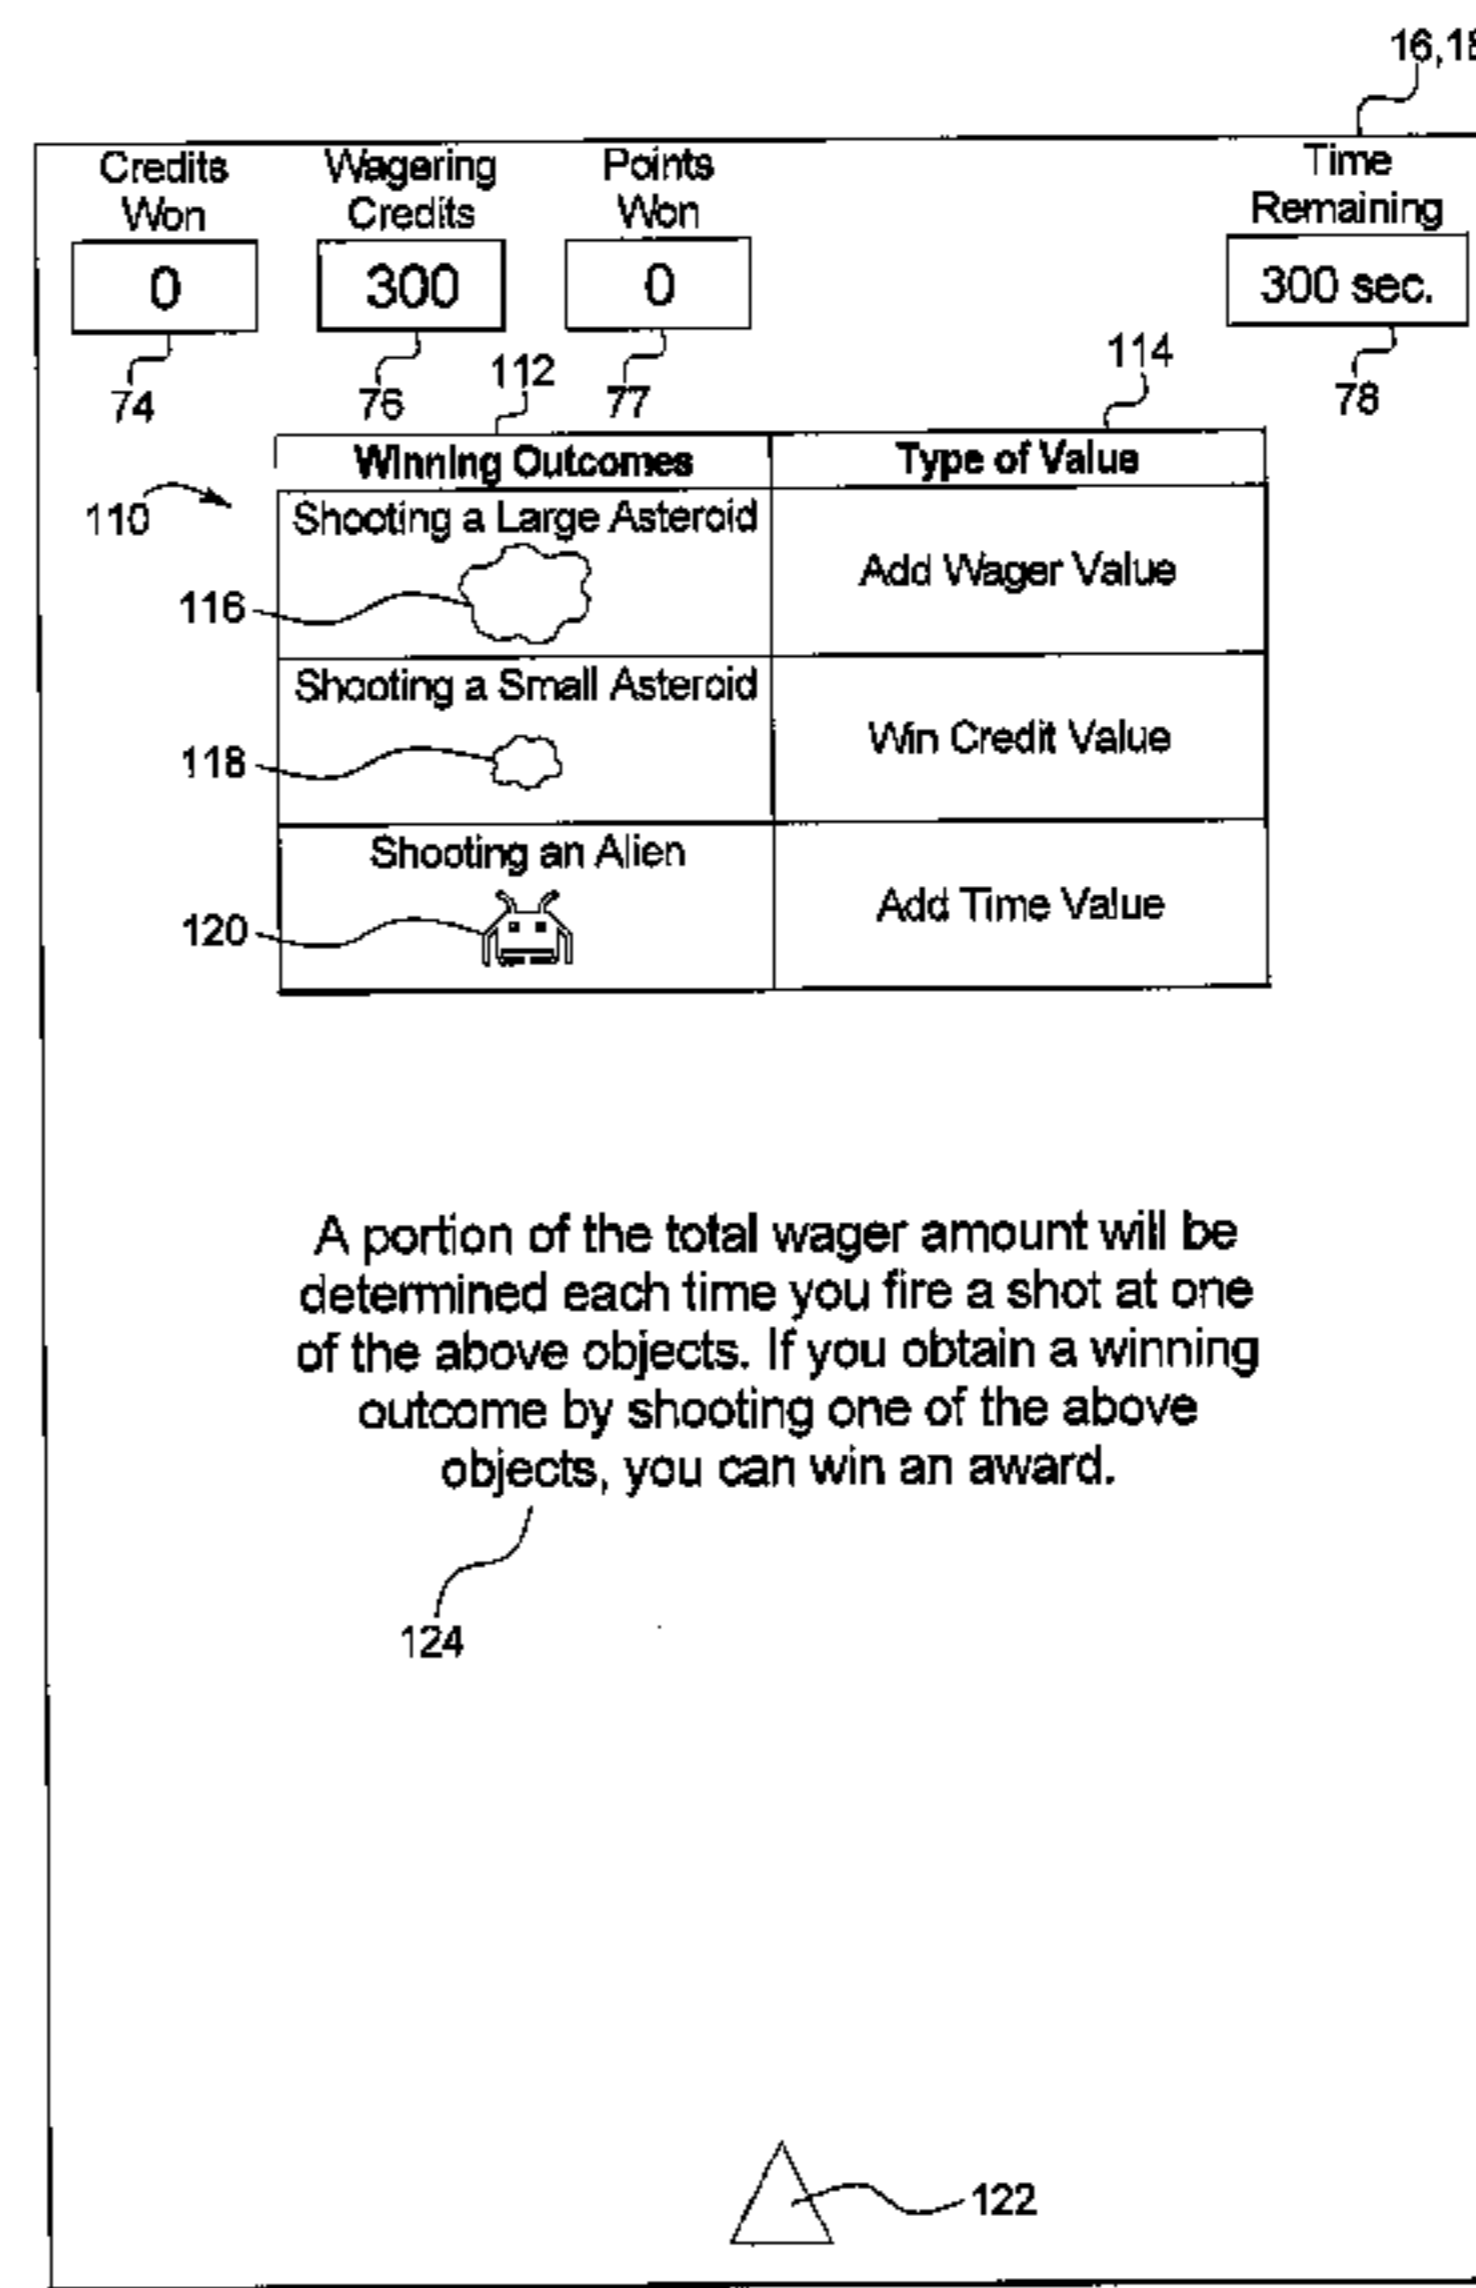 16,18
Credits Won
Wagering Credits
Points Won
Time Remaining
0
300
0
300 sec.
74
76
77
78
112
114
110
Winning Outcomes
Type of Value
Shooting a Large Asteroid
Add Wager Value
116
Shooting a Small Asteroid
Win Credit Value
118
Shooting an Alien
Add Time Value
120
A portion of the total wager amount will be
determined each time you fire a shot at one
of the above objects. If you obtain a winning
outcome by shooting one of the above
objects, you can win an award.
124
122